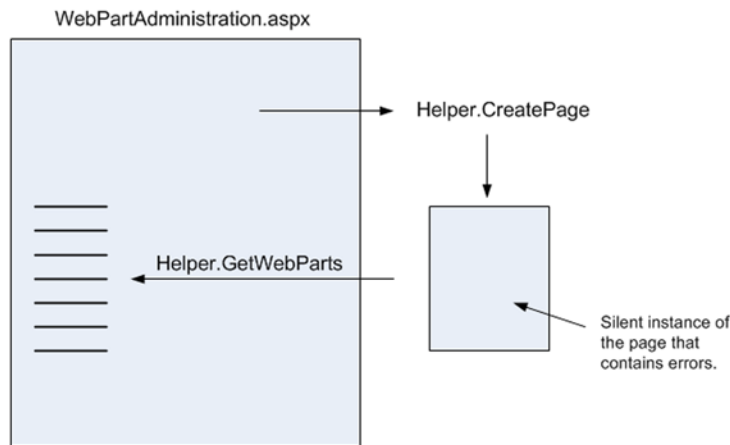 WebPartAdministration.aspx
Helper.CreatePage
Helper.GetWebParts
Silent instance of
the page that
contains errors.